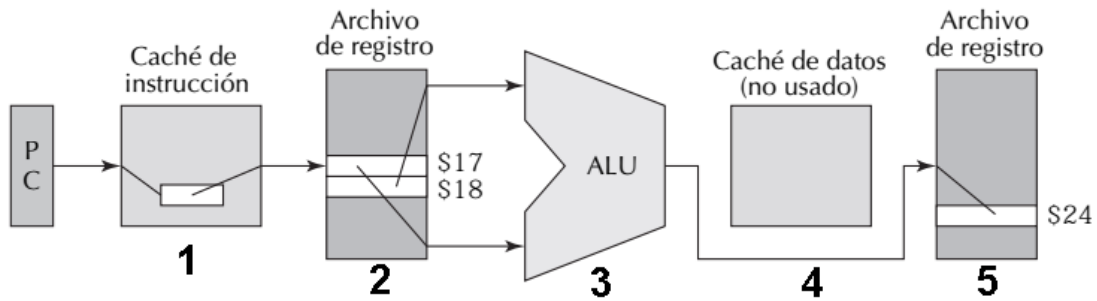 P
C
Caché de
instrucción
1
Archivo
de registro
$17
$18
2
ALU
3
Caché de datos
(no usado)
4
Archivo
de registro
$24
5